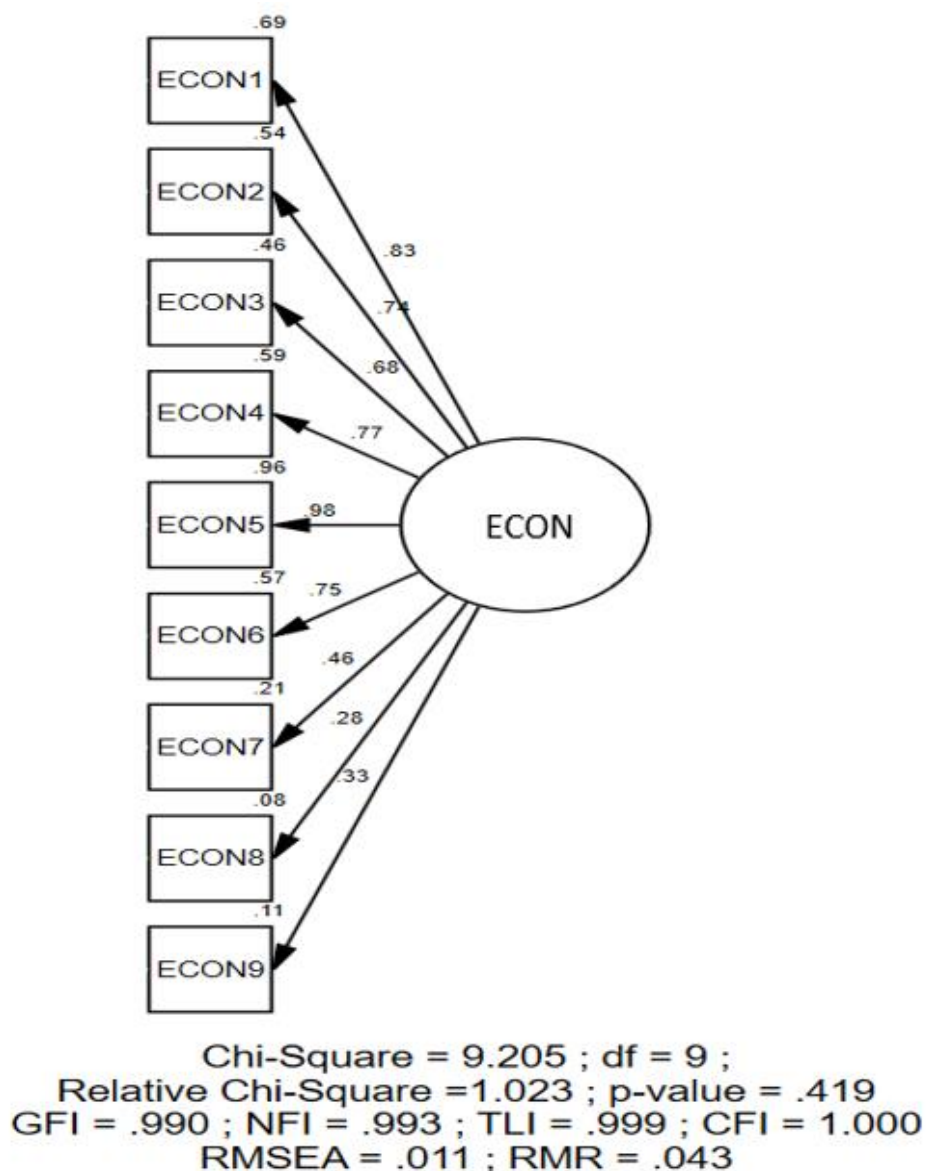 .69
ECON1
.54
ECON2
.46
ECON3
.59
ECON4
.96
ECON5
.57
ECON6
.21
ECON7
.08
ECON8
.11
ECON9
.83
.74
.68
.77
.98
.75
.46
.28
.33
ECON
Chi-Square = 9.205 ; df = 9 ;
Relative Chi-Square =1.023 ; p-value = .419
GFI = .990 ; NFI = .993 ; TLI = .999 ; CFI = 1.000
RMSEA = .011 ; RMR = .043